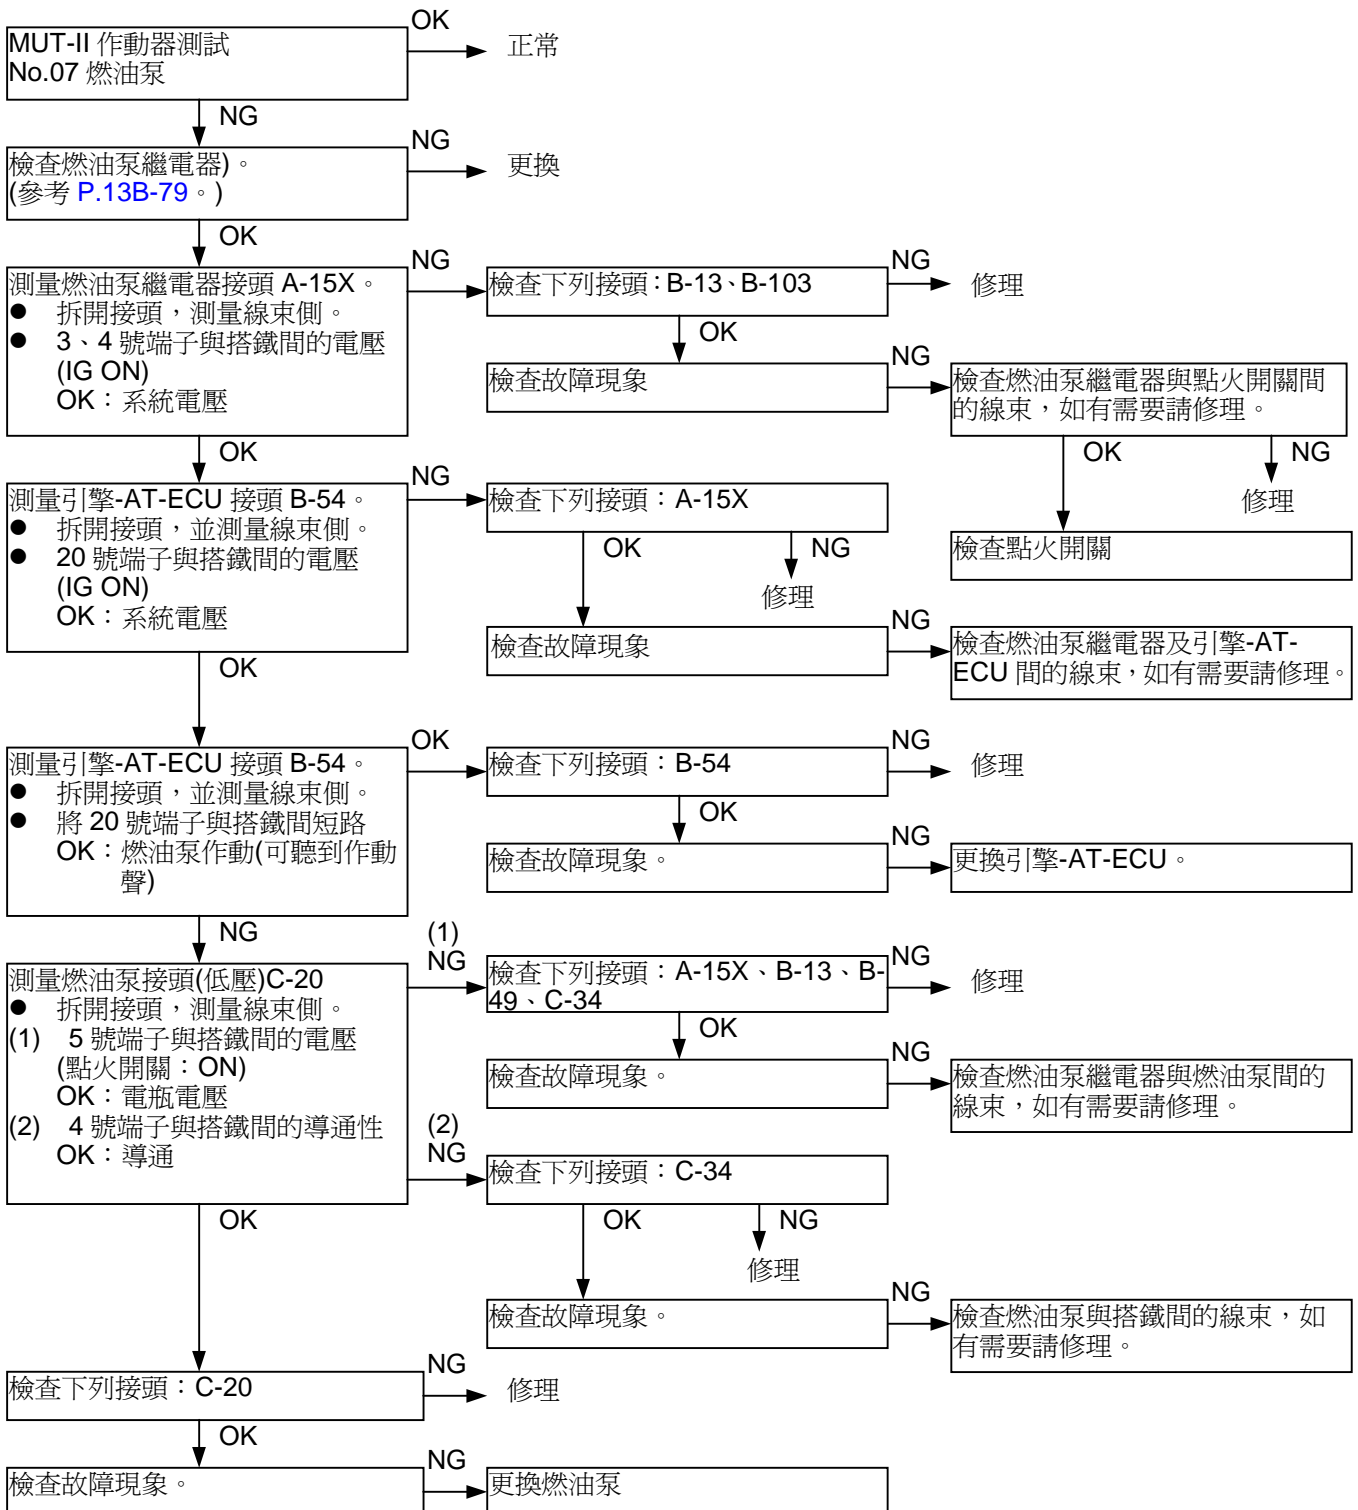 OK
MUT-II 作動器測試
No.07 燃油泵
正常
NG
NG
檢查燃油泵繼電器)。
(參考 P.13B-79。)
更換
OK
NG
測量燃油泵繼電器接頭 A-15X。
● 拆開接頭，測量線束側。
● 3、4 號端子與搭鐵間的電壓
(IG ON)
OK：系統電壓
檢查下列接頭：B-13、B-103
NG
修理
OK
檢查故障現象
NG
檢查燃油泵繼電器與點火開關間
的線束，如有需要請修理。
OK
NG
修理
檢查點火開關
OK
NG
測量引擎-AT-ECU 接頭 B-54。
● 拆開接頭，並測量線束側。
● 20 號端子與搭鐵間的電壓
(IG ON)
OK：系統電壓
檢查下列接頭：A-15X
OK
NG
修理
檢查故障現象
NG
檢查燃油泵繼電器及引擎-AT-
ECU 間的線束，如有需要請修理。
OK
OK
測量引擎-AT-ECU 接頭 B-54。
● 拆開接頭，並測量線束側。
● 將 20 號端子與搭鐵間短路
OK：燃油泵作動(可聽到作動
聲)
檢查下列接頭：B-54
NG
修理
OK
檢查故障現象。
NG
更換引擎-AT-ECU。
NG
(1)
NG
測量燃油泵接頭(低壓)C-20
● 拆開接頭，測量線束側。
(1) 5 號端子與搭鐵間的電壓
(點火開關：ON)
OK：電瓶電壓
(2) 4 號端子與搭鐵間的導通性
OK：導通
檢查下列接頭：A-15X、B-13、B-
49、C-34
NG
修理
OK
檢查故障現象。
NG
檢查燃油泵繼電器與燃油泵間的
線束，如有需要請修理。
(2)
NG
檢查下列接頭：C-34
OK
NG
修理
檢查故障現象。
NG
檢查燃油泵與搭鐵間的線束，如
有需要請修理。
OK
檢查下列接頭：C-20
NG
修理
OK
檢查故障現象。
NG
更換燃油泵